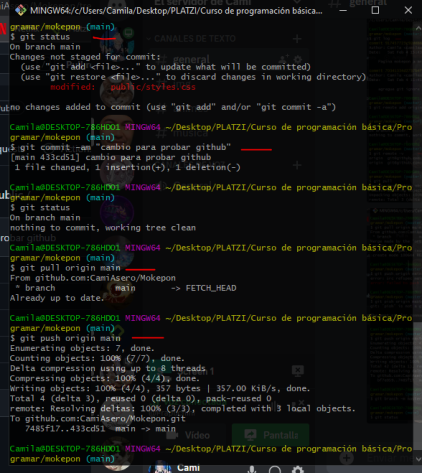 MINGW64:/c/Users/Camila/Desktop/PLATZI/Curso de programación básica...
gramar/mokepon (main)
$ git status
On branch main
Changes not staged for commit:
(use "git add <file>..." to update what will be committed)
(use "git restore <file>..." to discard changes in working directory)
modified: public/styles.css
no changes added to commit (use "git add" and/or "git commit -a")
Camila@DESKTOP-786HDO1 MINGW64 ~/Desktop/PLATZI/Curso de programación básica/Pro
gramar/mokepon (main)
$ git commit -am "cambio para probar github"
[main 433cd51] cambio para probar github
1 file changed, 1 insertion(+), 1 deletion(-)
Camila@DESKTOP-786HDO1 MINGW64 ~/Desktop/PLATZI/Curso de programación básica/Pro
gramar/mokepon (main)
$ git status
On branch main
nothing to commit, working tree clean
Camila@DESKTOP-786HDO1 MINGW64 ~/Desktop/PLATZI/Curso de programación básica/Pro
gramar/mokepon (main)
$ git pull origin main
From github.com:CamiAsero/Mokepon
* branch main -> FETCH_HEAD
Already up to date.
Camila@DESKTOP-786HDO1 MINGW64 ~/Desktop/PLATZI/Curso de programación básica/Pro
gramar/mokepon (main)
$ git push origin main
Enumerating objects: 7, done.
Counting objects: 100% (7/7), done.
Delta compression using up to 8 threads
Compressing objects: 100% (4/4), done.
Writing objects: 100% (4/4), 357 bytes | 357.00 KiB/s, done.
Total 4 (delta 3), reused 0 (delta 0), pack-reused 0
remote: Resolving deltas: 100% (3/3), completed with 3 local objects.
To github.com:CamiAsero/Mokepon.git
7485f17..433cd51 main -> main
Camila@DESKTOP-786HDO1 MINGW64 ~/Desktop/PLATZI/Curso de programación básica/Pro
Video
Pantalla
Cami